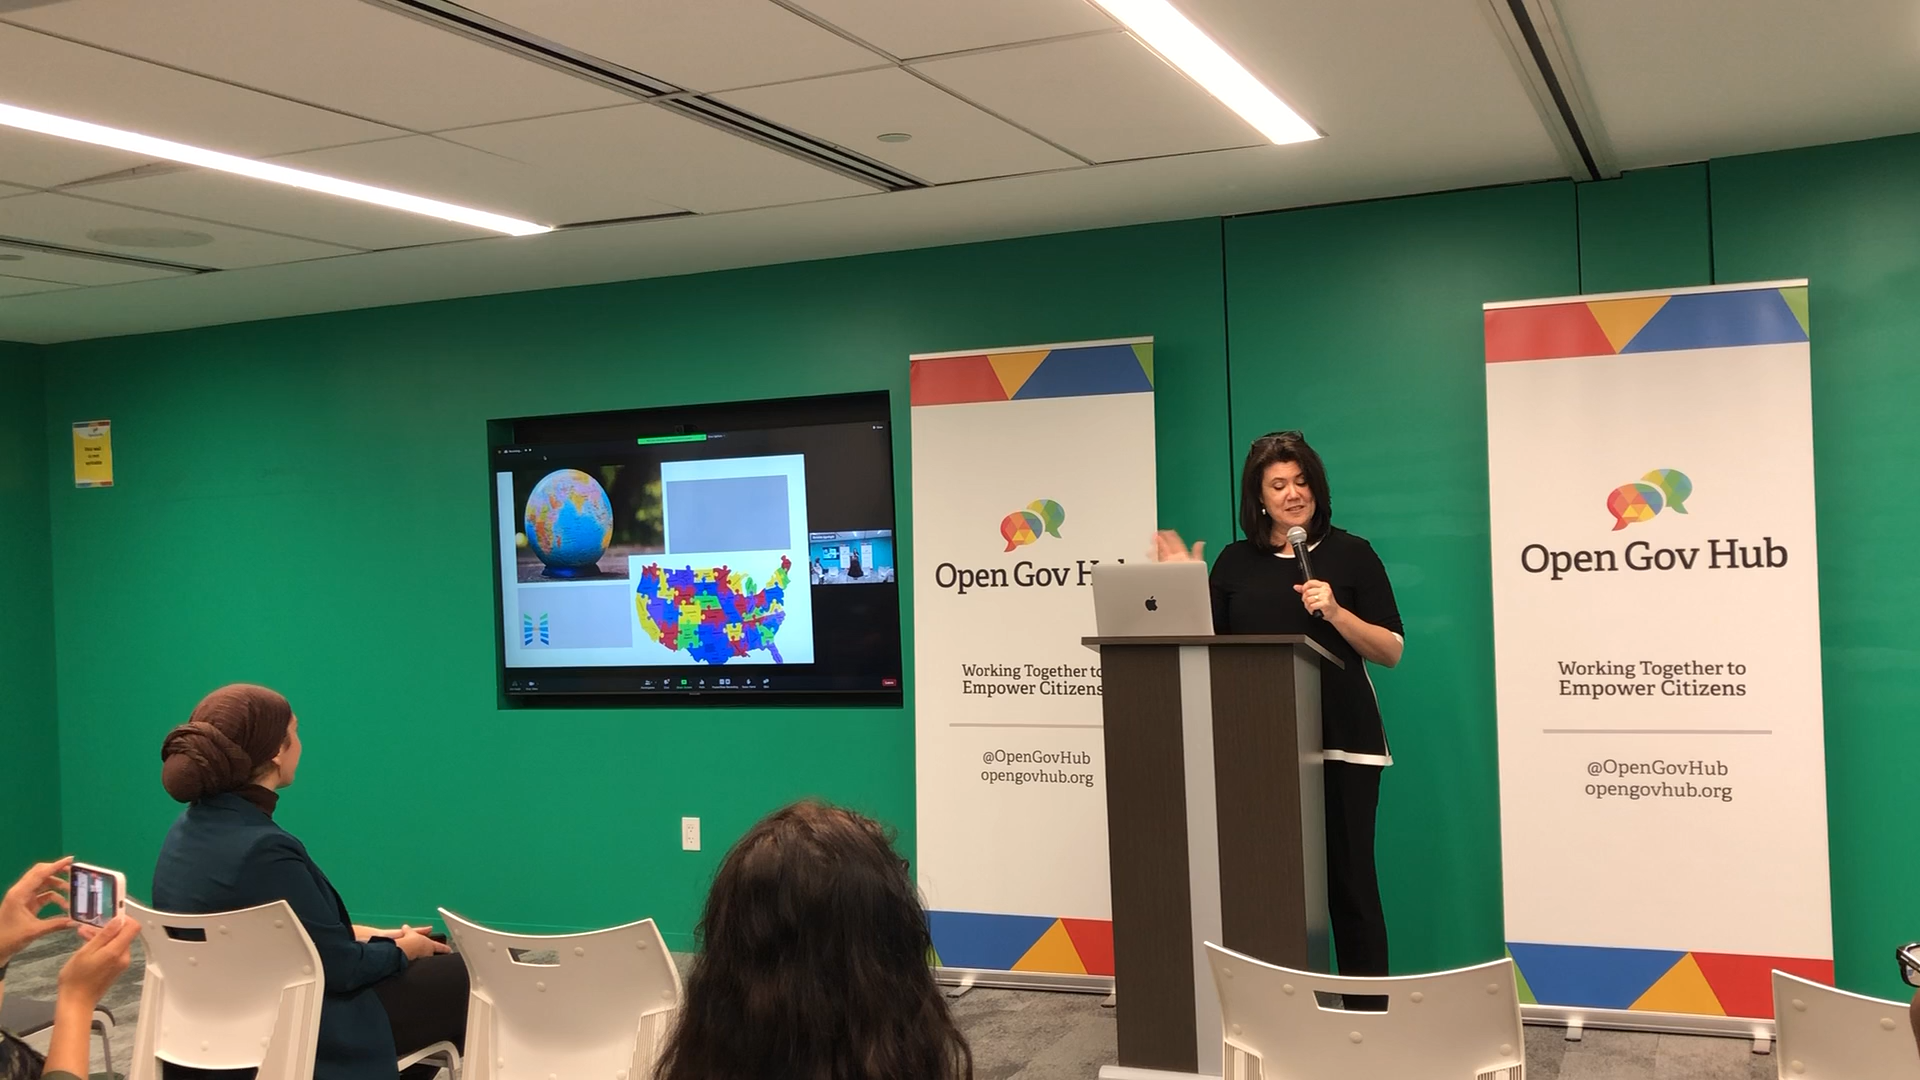 Open Gov H
Working Together to
Empower Citizens
@OpenGovHub
opengovhub.org
Open Gov Hub
Working Together to
Empower Citizens
@OpenGovHub
opengovhub.org